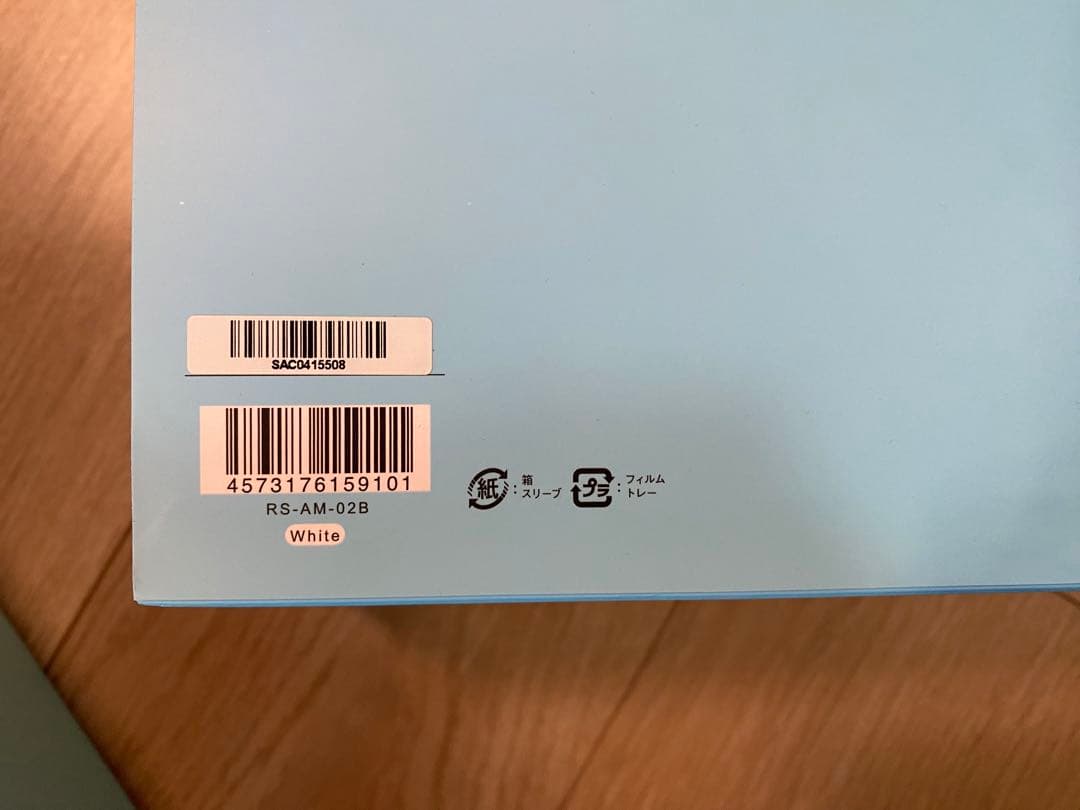 SAC0415508
4573176159101
RS-AM-02B
White
紙 : 箱
スリーブ
プラ : フィルム
トレー